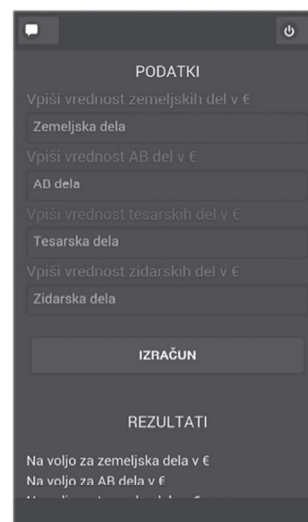 PODATKI
Vpiši vrednost zemeljskih del v €
Zemeljska dela
Vpiši vrednost AB del v €
AB dela
Vpiši vrednost tesarskih del v €
Tesarska dela
Vpiši vrednost zidarskih del v €
Zidarska dela
IZRAČUN
REZULTATI
Na voljo za zemeljska dela v €
Na voljo za AB dela v €